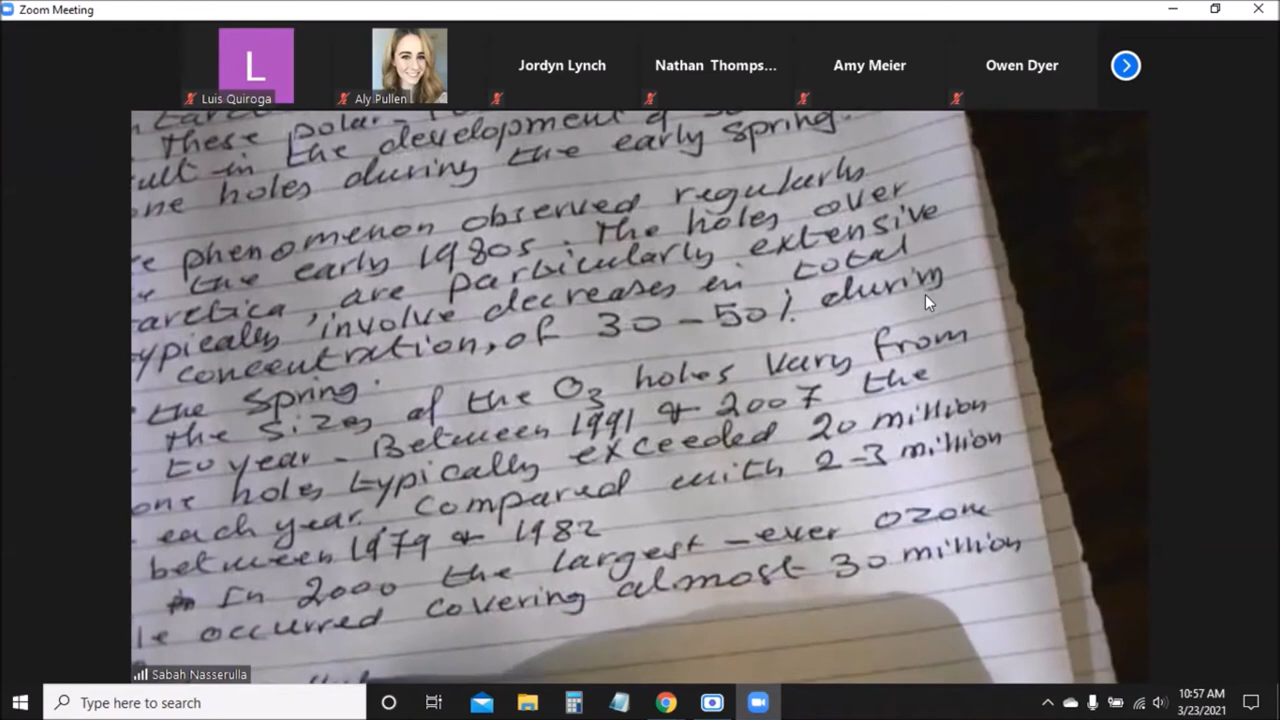 Zoom Meeting
L
Luis Quiroga
Aly Pullen
Jordyn Lynch
Nathan Thomps...
Amy Meier
Owen Dyer
These polar
ult in the development of
one holes during the early spring.
e phenomenon observed regularly
e the early 1980s. The holes over
arctica, are particularly extensive
ypically involve decreases in total
concentration, of 30-50% during
the spring.
the sizes of the O3 holes vary from
to year - Between 1991 & 2007 the
one holes typically exceeded 20 million
each year. Compared with 2-3 million
between 1979 & 1982
In 2000 the largest-ever ozone
le occurred covering almost 30 million
Sabah Nasserulla
Type here to search
10:57 AM
3/23/2021